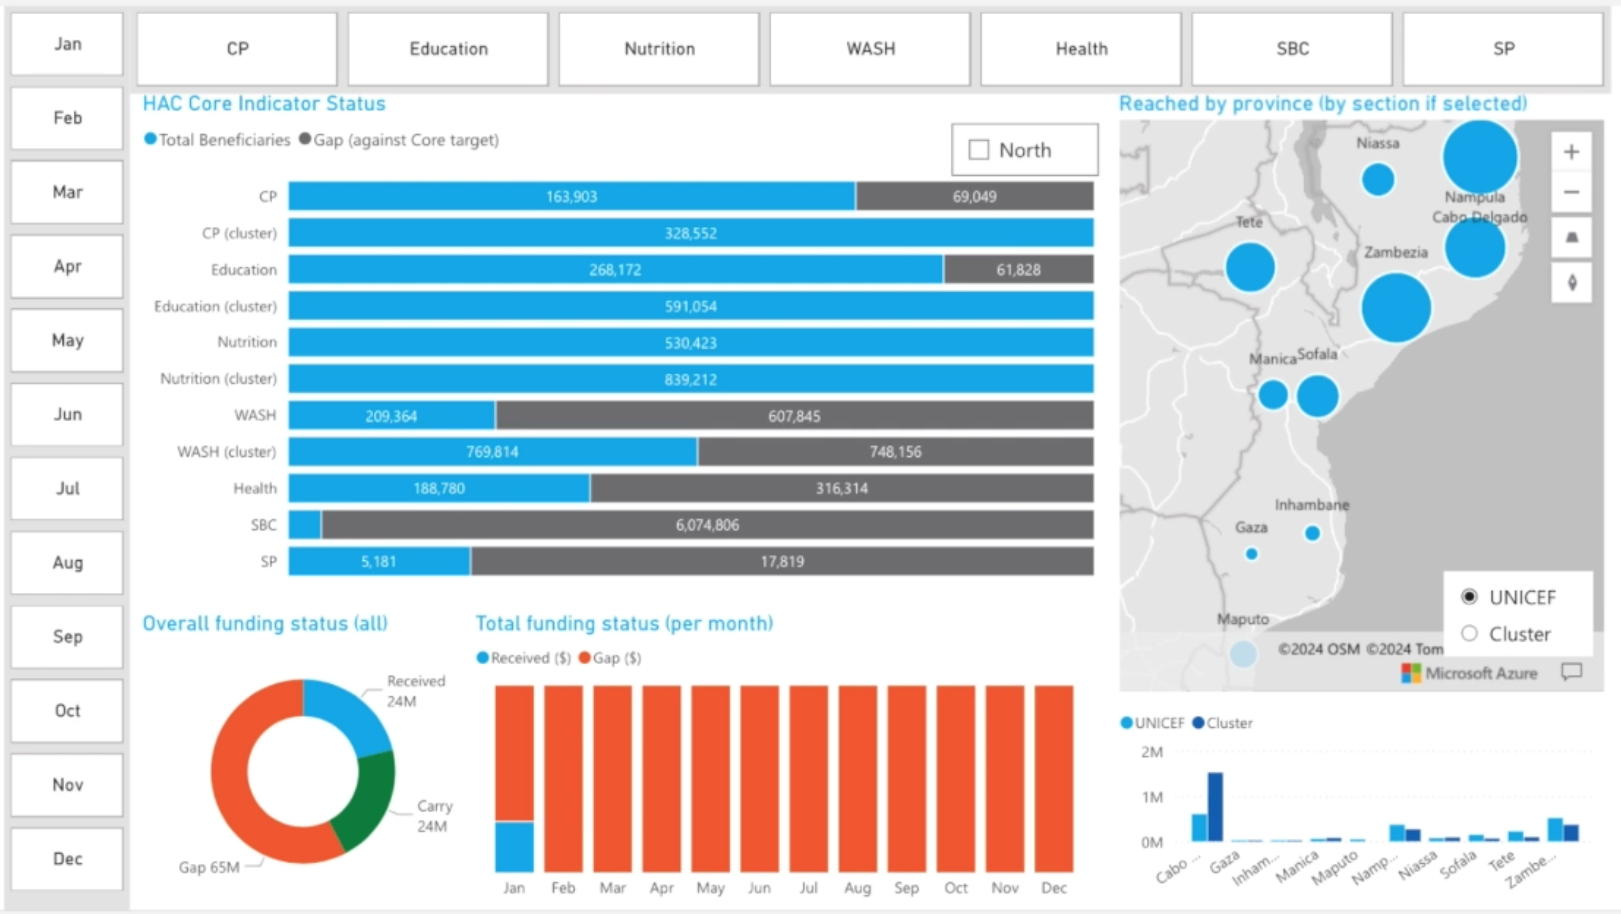 Jan
Feb
Mar
Apr
May
Jun
Jul
Aug
Sep
Oct
Nov
Dec
CP Education Nutrition WASH Health SBC SP
HAC Core Indicator Status
Total Beneficiaries Gap (against Core target)
North
CP 163,903 69,049
CP (cluster) 328,552
Education 268,172 61,828
Education (cluster) 591,054
Nutrition 530,423
Nutrition (cluster) 839,212
WASH 209,364 607,845
WASH (cluster) 769,814 748,156
Health 188,780 316,314
SBC 6,074,806
SP 5,181 17,819
Overall funding status (all)
Received
24M
Carry
24M
Gap 65M
Total funding status (per month)
Received ($) Gap ($)
Jan Feb Mar Apr May Jun Jul Aug Sep Oct Nov Dec
Reached by province (by section if selected)
Niassa
Nampula
Cabo Delgado
Tete
Zambezia
Manica Sofala
Inhambane
Gaza
Maputo
UNICEF
Cluster
©2024 OSM ©2024 Tom
Microsoft Azure
UNICEF Cluster
2M
1M
0M
Cabo ... Gaza Inham... Manica Maputo Namp... Niassa Sofala Tete Zambe...